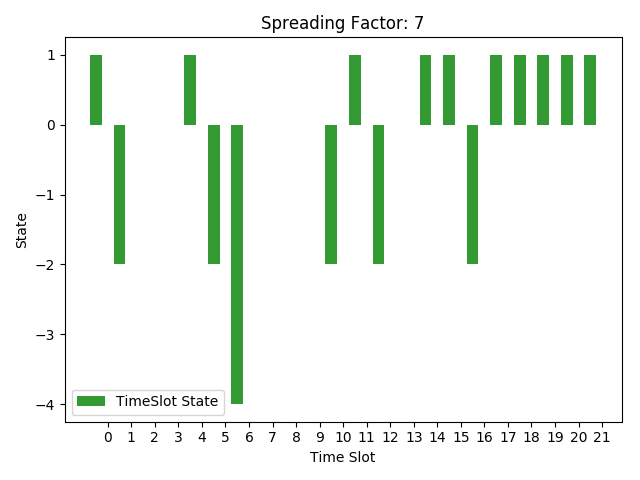 Spreading Factor: 7
1
0
−1
−2
−3
−4
State
TimeSlot State
0 1 2 3 4 5 6 7 8 9 10 11 12 13 14 15 16 17 18 19 20 21
Time Slot